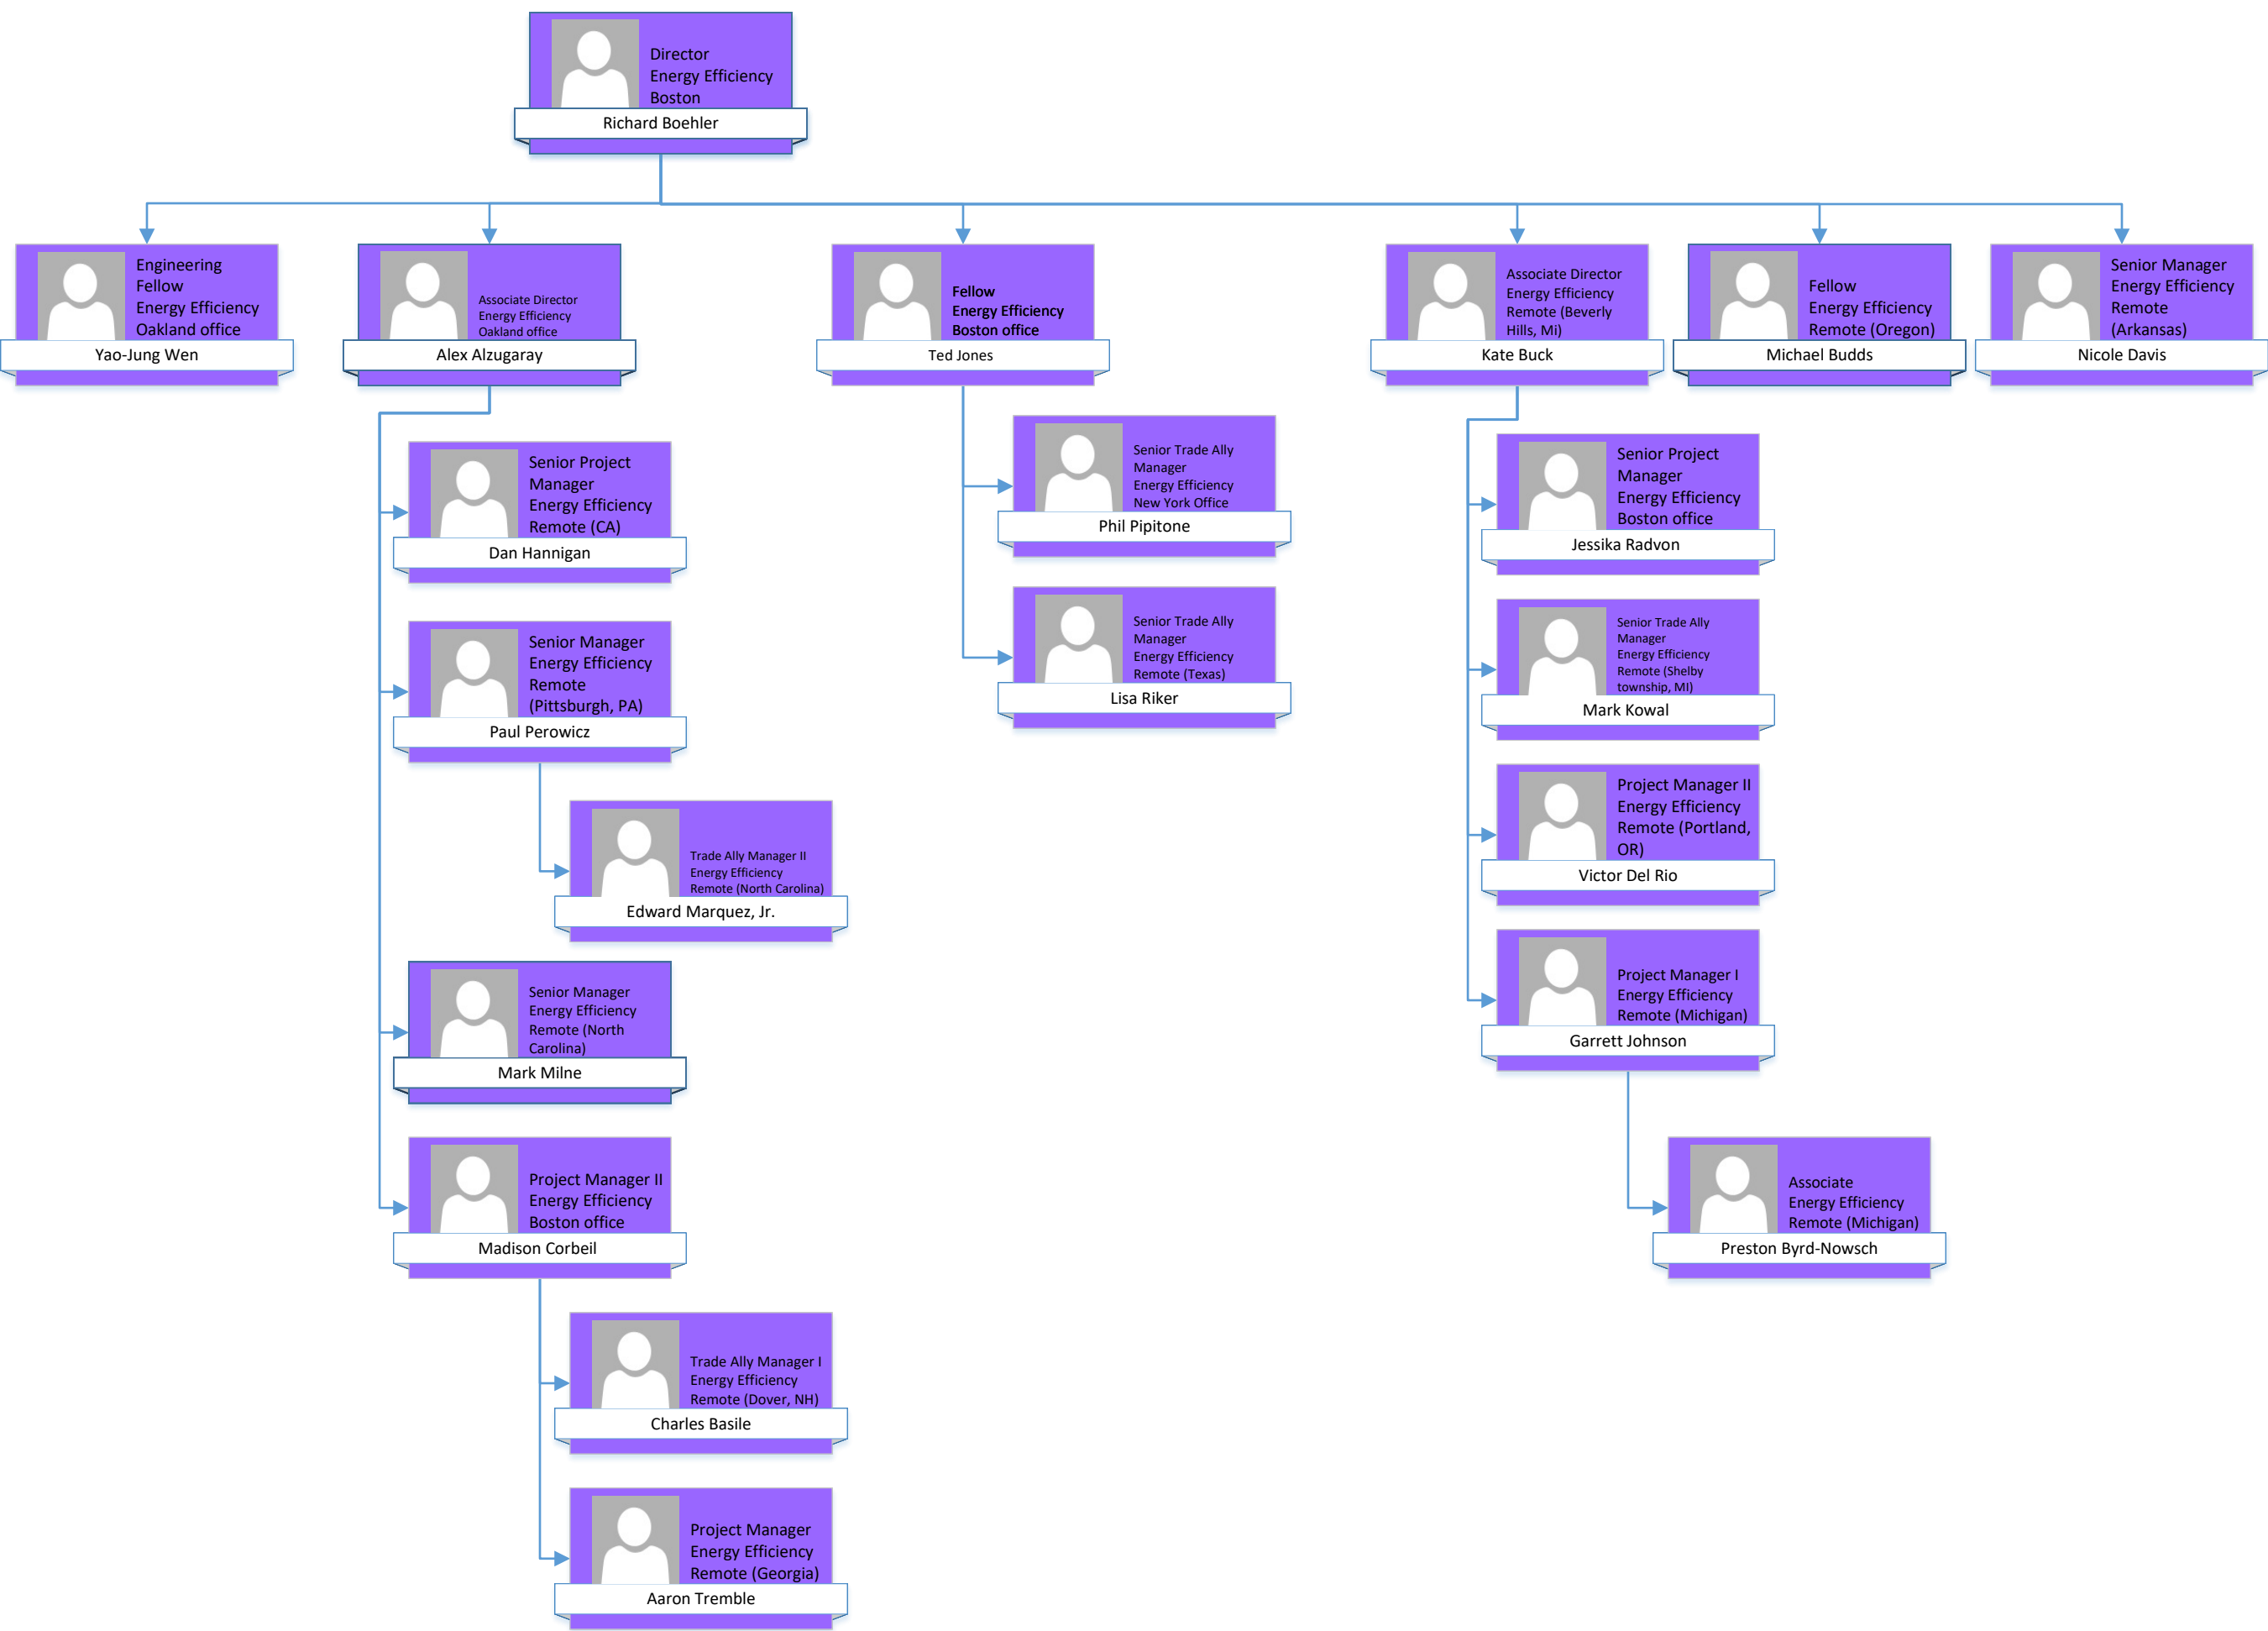 Director
Energy Efficiency
Boston
Richard Boehler
Engineering
Fellow
Energy Efficiency
Oakland office
Yao-Jung Wen
Associate Director
Energy Efficiency
Oakland office
Alex Alzugaray
Fellow
Energy Efficiency
Boston office
Ted Jones
Associate Director
Energy Efficiency
Remote (Beverly
Hills, Mi)
Kate Buck
Fellow
Energy Efficiency
Remote (Oregon)
Michael Budds
Senior Manager
Energy Efficiency
Remote
(Arkansas)
Nicole Davis
Senior Project
Manager
Energy Efficiency
Remote (CA)
Dan Hannigan
Senior Manager
Energy Efficiency
Remote
(Pittsburgh, PA)
Paul Perowicz
Trade Ally Manager II
Energy Efficiency
Remote (North Carolina)
Edward Marquez, Jr.
Senior Manager
Energy Efficiency
Remote (North
Carolina)
Mark Milne
Project Manager II
Energy Efficiency
Boston office
Madison Corbeil
Trade Ally Manager I
Energy Efficiency
Remote (Dover, NH)
Charles Basile
Project Manager
Energy Efficiency
Remote (Georgia)
Aaron Tremble
Senior Trade Ally
Manager
Energy Efficiency
New York Office
Phil Pipitone
Senior Trade Ally
Manager
Energy Efficiency
Remote (Texas)
Lisa Riker
Senior Project
Manager
Energy Efficiency
Boston office
Jessika Radvon
Senior Trade Ally
Manager
Energy Efficiency
Remote (Shelby
township, MI)
Mark Kowal
Project Manager II
Energy Efficiency
Remote (Portland,
OR)
Victor Del Rio
Project Manager I
Energy Efficiency
Remote (Michigan)
Garrett Johnson
Associate
Energy Efficiency
Remote (Michigan)
Preston Byrd-Nowsch